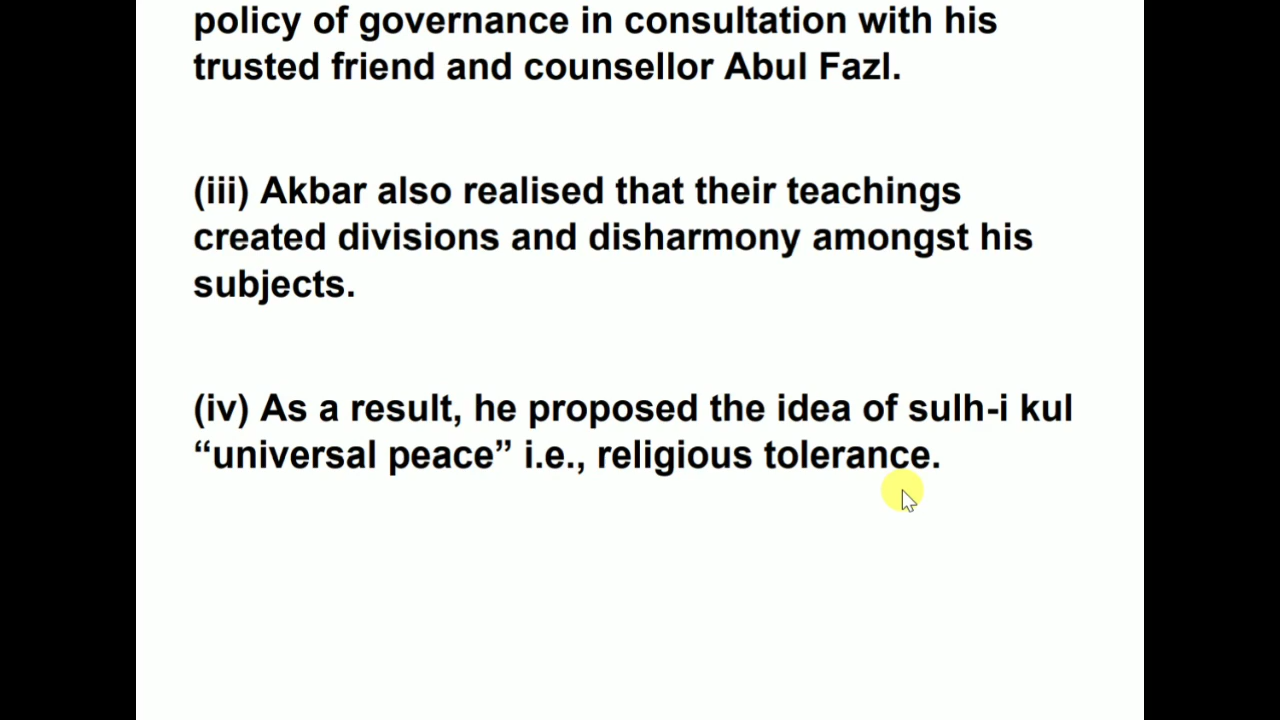 policy of governance in consultation with his
trusted friend and counsellor Abul Fazl.
(iii) Akbar also realised that their teachings
created divisions and disharmony amongst his
subjects.
(iv) As a result, he proposed the idea of sulh-i kul
“universal peace” i.e., religious tolerance.